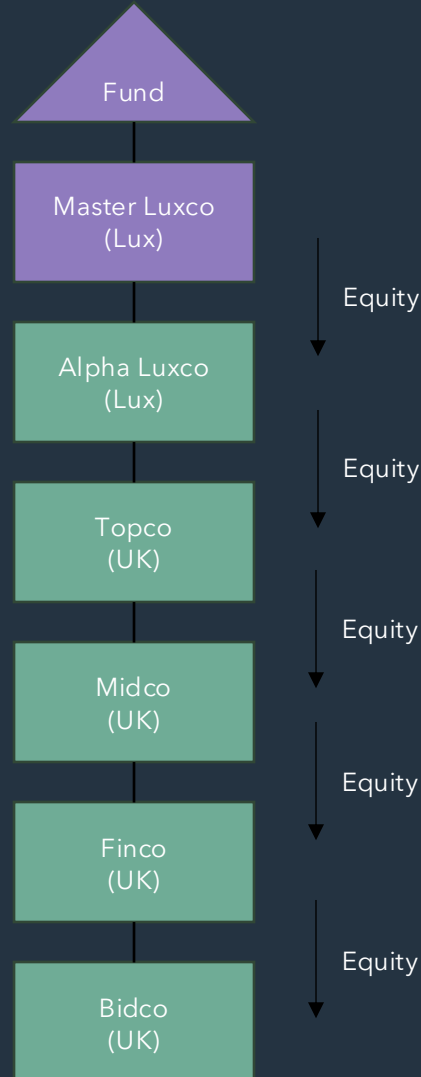 Fund
Master Luxco
(Lux)
Equity
Alpha Luxco
(Lux)
Equity
Topco
(UK)
Equity
Midco
(UK)
Equity
Finco
(UK)
Equity
Bidco
(UK)